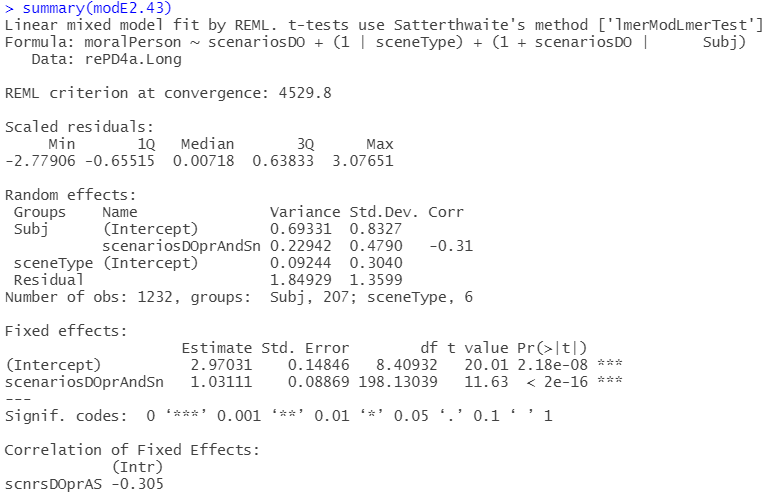 > summary(modE2.43)
Linear mixed model fit by REML. t-tests use Satterthwaite's method ['lmerModLmerTest']
Formula: moralPerson ~ scenariosDO + (1 | sceneType) + (1 + scenariosDO |      Subj)
   Data: rePD4a.Long

REML criterion at convergence: 4529.8

Scaled residuals:
     Min       1Q   Median       3Q      Max
-2.77906 -0.65515  0.00718  0.63833  3.07651

Random effects:
 Groups    Name               Variance Std.Dev. Corr
 Subj      (Intercept)        0.69331  0.8327
           scenariosDOprAndSn 0.22942  0.4790   -0.31
 sceneType (Intercept)        0.09244  0.3040
 Residual                     1.84929  1.3599
Number of obs: 1232, groups:  Subj, 207; sceneType, 6

Fixed effects:
                    Estimate Std. Error        df t value Pr(>|t|)
(Intercept)          2.97031    0.14846   8.40932   20.01 2.18e-08 ***
scenariosDOprAndSn   1.03111    0.08869 198.13039   11.63  < 2e-16 ***
---
Signif. codes:  0 ‘***’ 0.001 ‘**’ 0.01 ‘*’ 0.05 ‘.’ 0.1 ‘ ’ 1

Correlation of Fixed Effects:
            (Intr)
scnrsDOprAS -0.305